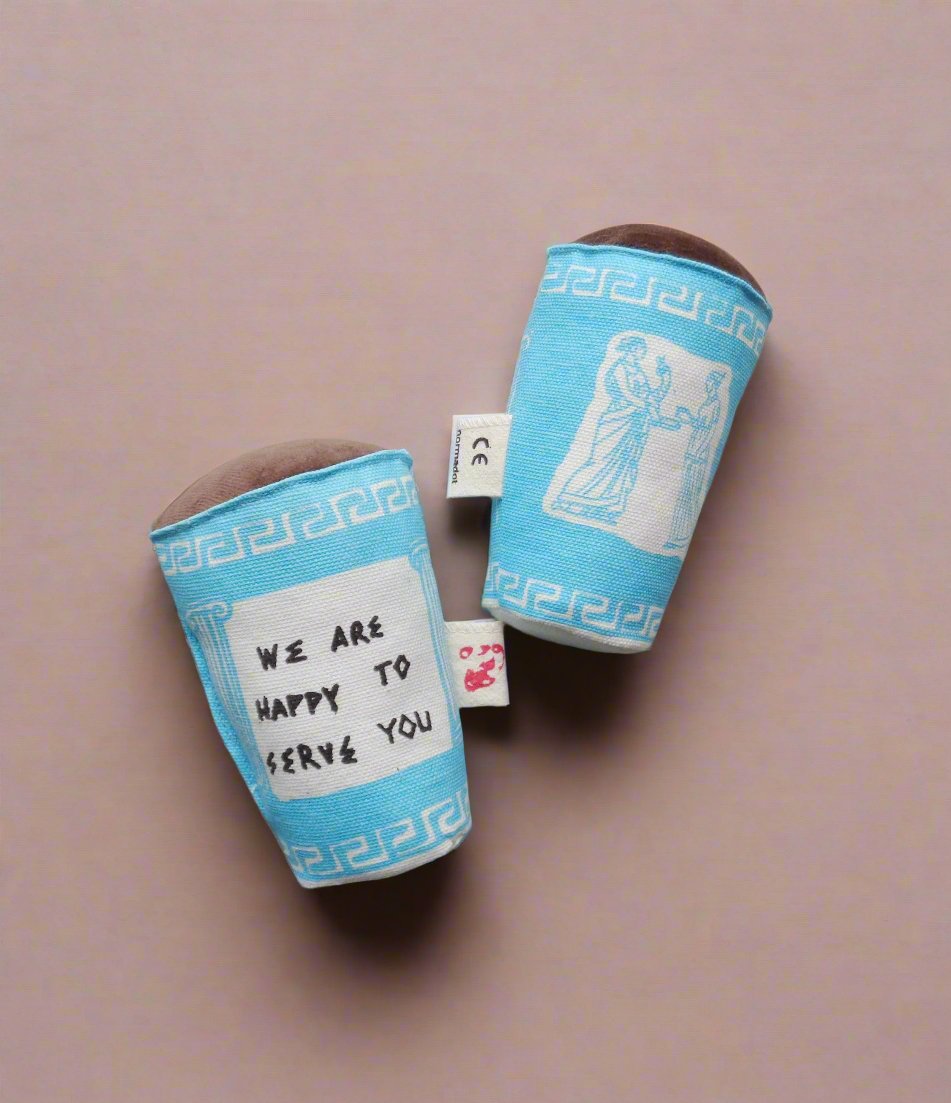 WE ARE
HAPPY TO
SERVE YOU
CE
normadot